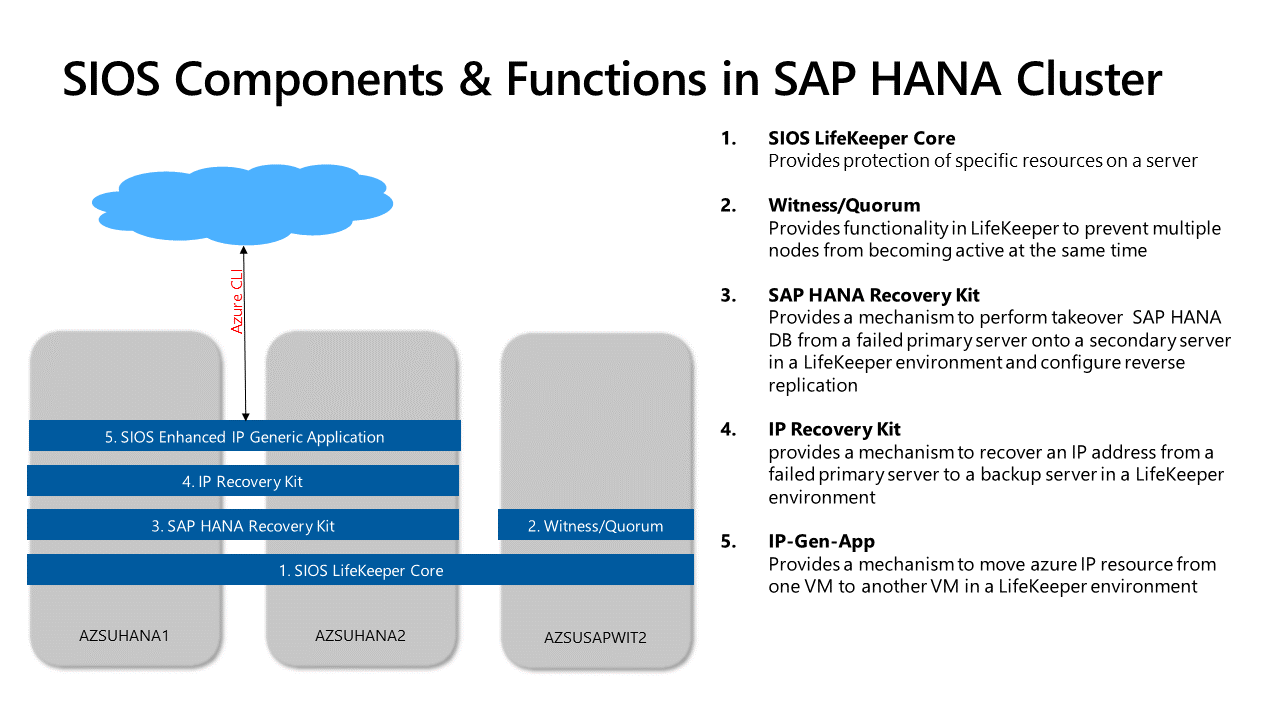 SIOS Components & Functions in SAP HANA Cluster
Azure CLI
5. SIOS Enhanced IP Generic Application
4. IP Recovery Kit
3. SAP HANA Recovery Kit
2. Witness/Quorum
1. SIOS LifeKeeper Core
AZSUHANA1
AZSUHANA2
AZSUSAPWIT2
1. SIOS LifeKeeper Core
Provides protection of specific resources on a server
2. Witness/Quorum
Provides functionality in LifeKeeper to prevent multiple
nodes from becoming active at the same time
3. SAP HANA Recovery Kit
Provides a mechanism to perform takeover  SAP HANA
DB from a failed primary server onto a secondary server
in a LifeKeeper environment and configure reverse
replication
4. IP Recovery Kit
provides a mechanism to recover an IP address from a
failed primary server to a backup server in a LifeKeeper
environment
5. IP-Gen-App
Provides a mechanism to move azure IP resource from
one VM to another VM in a LifeKeeper environment